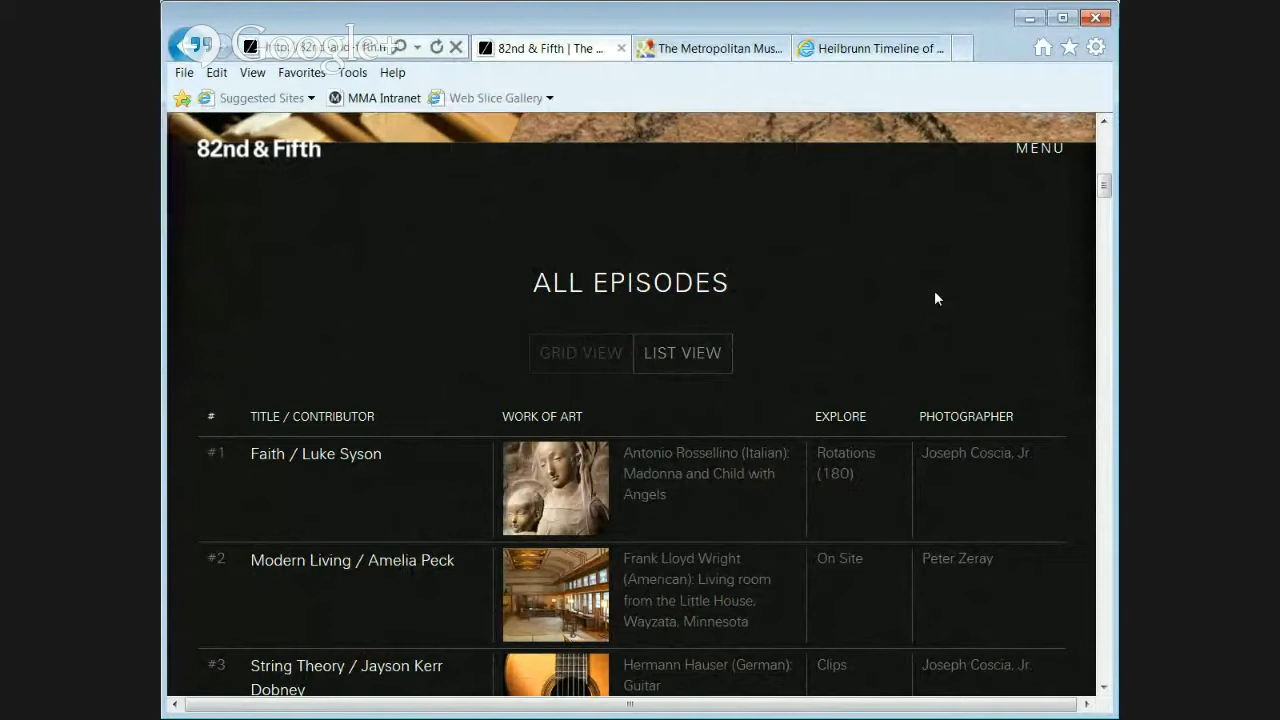 Google
82nd & Fifth | The ...
The Metropolitan Mus...
Heilbrunn Timeline of ...
File Edit View Favorites Tools Help
Suggested Sites MMA Intranet Web Slice Gallery
82nd & Fifth
MENU
ALL EPISODES
GRID VIEW LIST VIEW
# TITLE / CONTRIBUTOR WORK OF ART EXPLORE PHOTOGRAPHER
#1 Faith / Luke Syson
Antonio Rossellino (Italian):
Madonna and Child with
Angels
Rotations
(180)
Joseph Coscia, Jr.
#2 Modern Living / Amelia Peck
Frank Lloyd Wright
(American): Living room
from the Little House,
Wayzata, Minnesota
On Site
Peter Zeray
#3 String Theory / Jayson Kerr
Dobney
Hermann Hauser (German):
Guitar
Clips
Joseph Coscia, Jr.